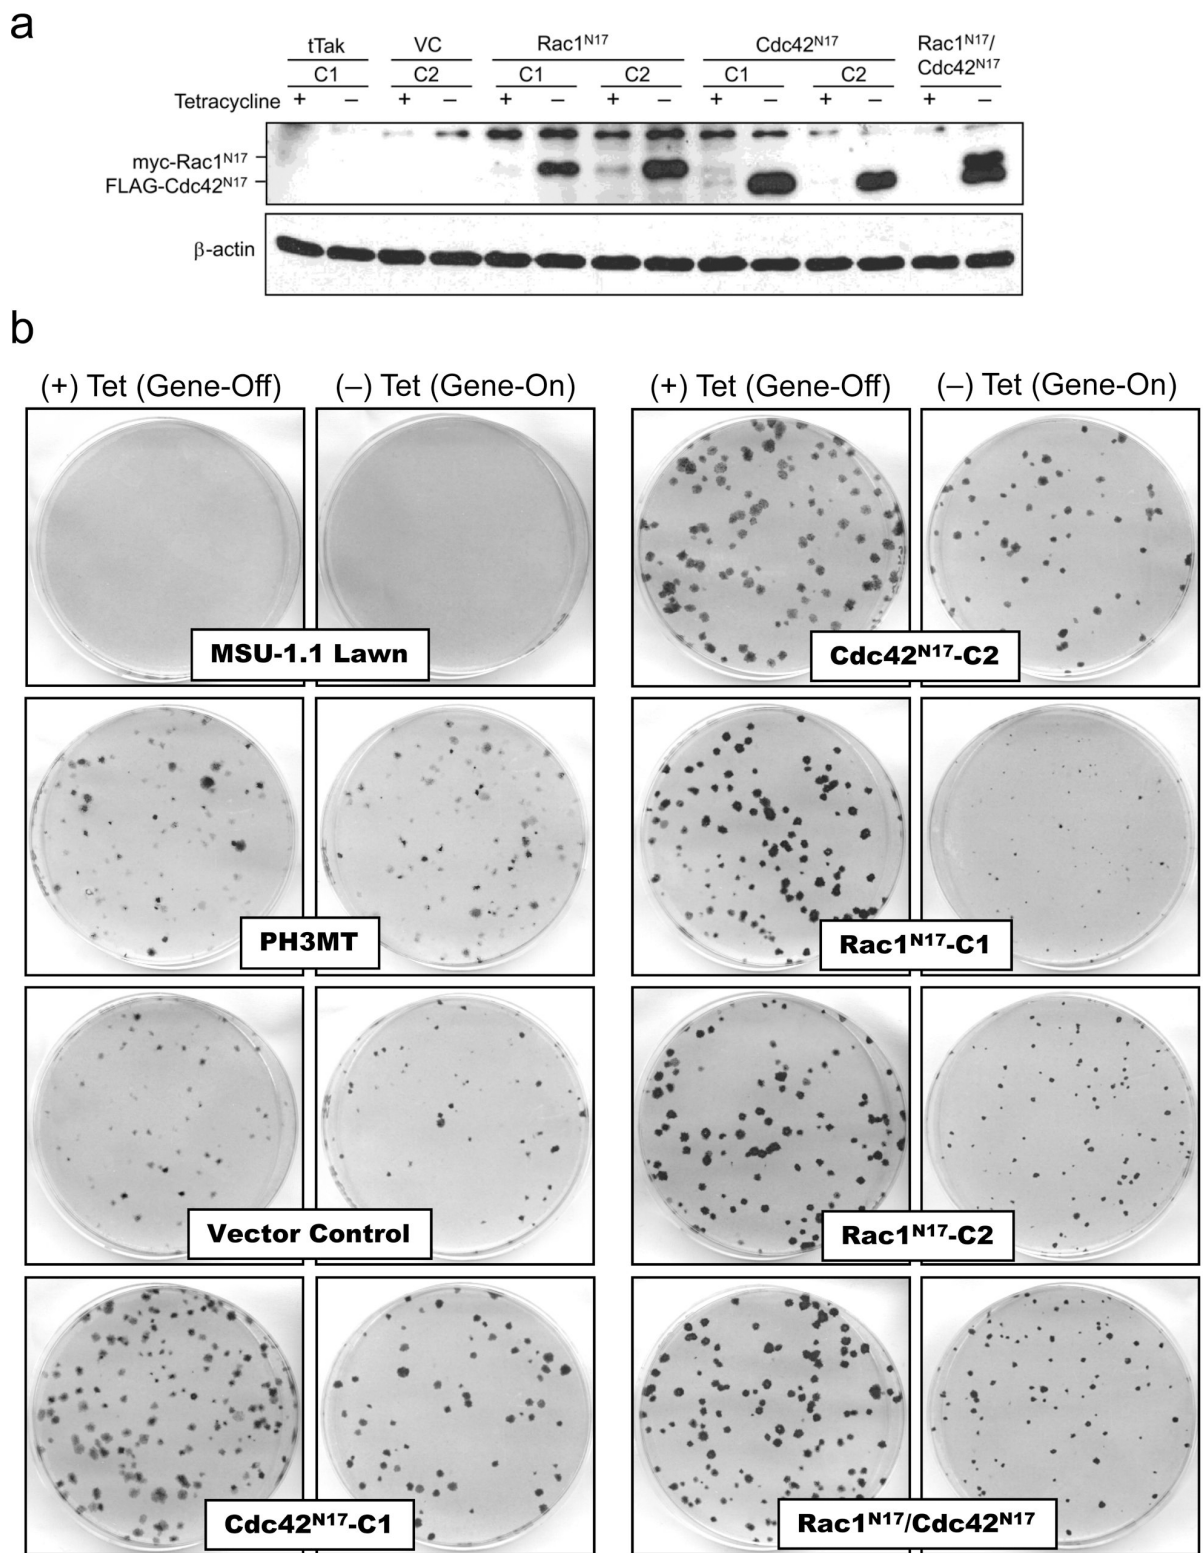 a
tTak VC Rac1ᴺ¹⁷ Cdc42ᴺ¹⁷ Rac1ᴺ¹⁷/
Cdc42ᴺ¹⁷
C1 C2 C1 C2 C1 C2
Tetracycline + – + – + – + – + – + – + –
myc-Rac1ᴺ¹⁷
FLAG-Cdc42ᴺ¹⁷
β-actin
b
(+) Tet (Gene-Off) (–) Tet (Gene-On) (+) Tet (Gene-Off) (–) Tet (Gene-On)
MSU-1.1 Lawn Cdc42ᴺ¹⁷-C2
PH3MT Rac1ᴺ¹⁷-C1
Vector Control Rac1ᴺ¹⁷-C2
Cdc42ᴺ¹⁷-C1 Rac1ᴺ¹⁷/Cdc42ᴺ¹⁷